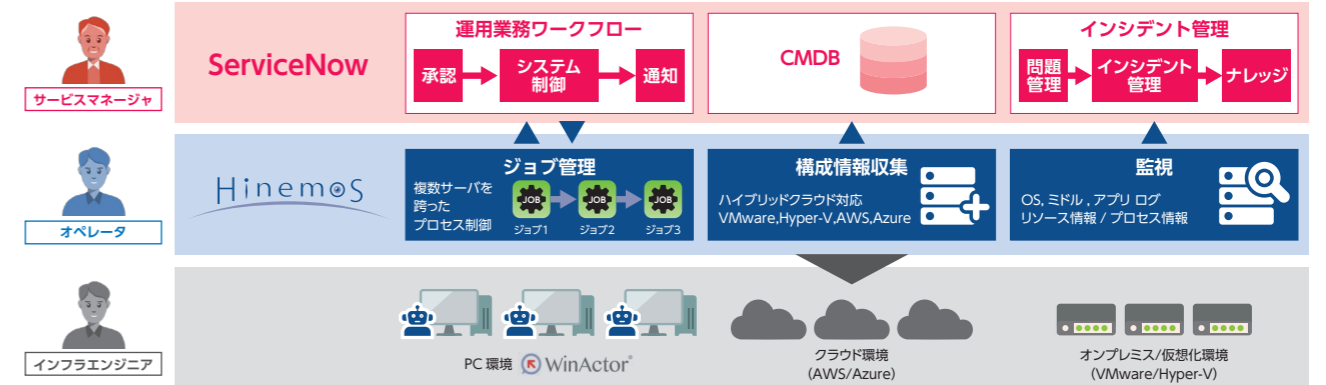 サービスマネージャ
ServiceNow
運用業務ワークフロー
承認
システム
制御
通知
CMDB
インシデント管理
問題
管理
インシデント
管理
ナレッジ
オペレータ
Hinemos
ジョブ管理
複数サーバを
跨った
プロセス制御
JOB
JOB
JOB
ジョブ1
ジョブ2
ジョブ3
構成情報収集
ハイブリッドクラウド対応
VMware,Hyper-V,AWS,Azure
監視
OS, ミドル , アプリ ログ
リソース情報 / プロセス情報
インフラエンジニア
PC 環境 WinActor®
クラウド環境
(AWS/Azure)
オンプレミス/仮想化環境
(VMware/Hyper-V)